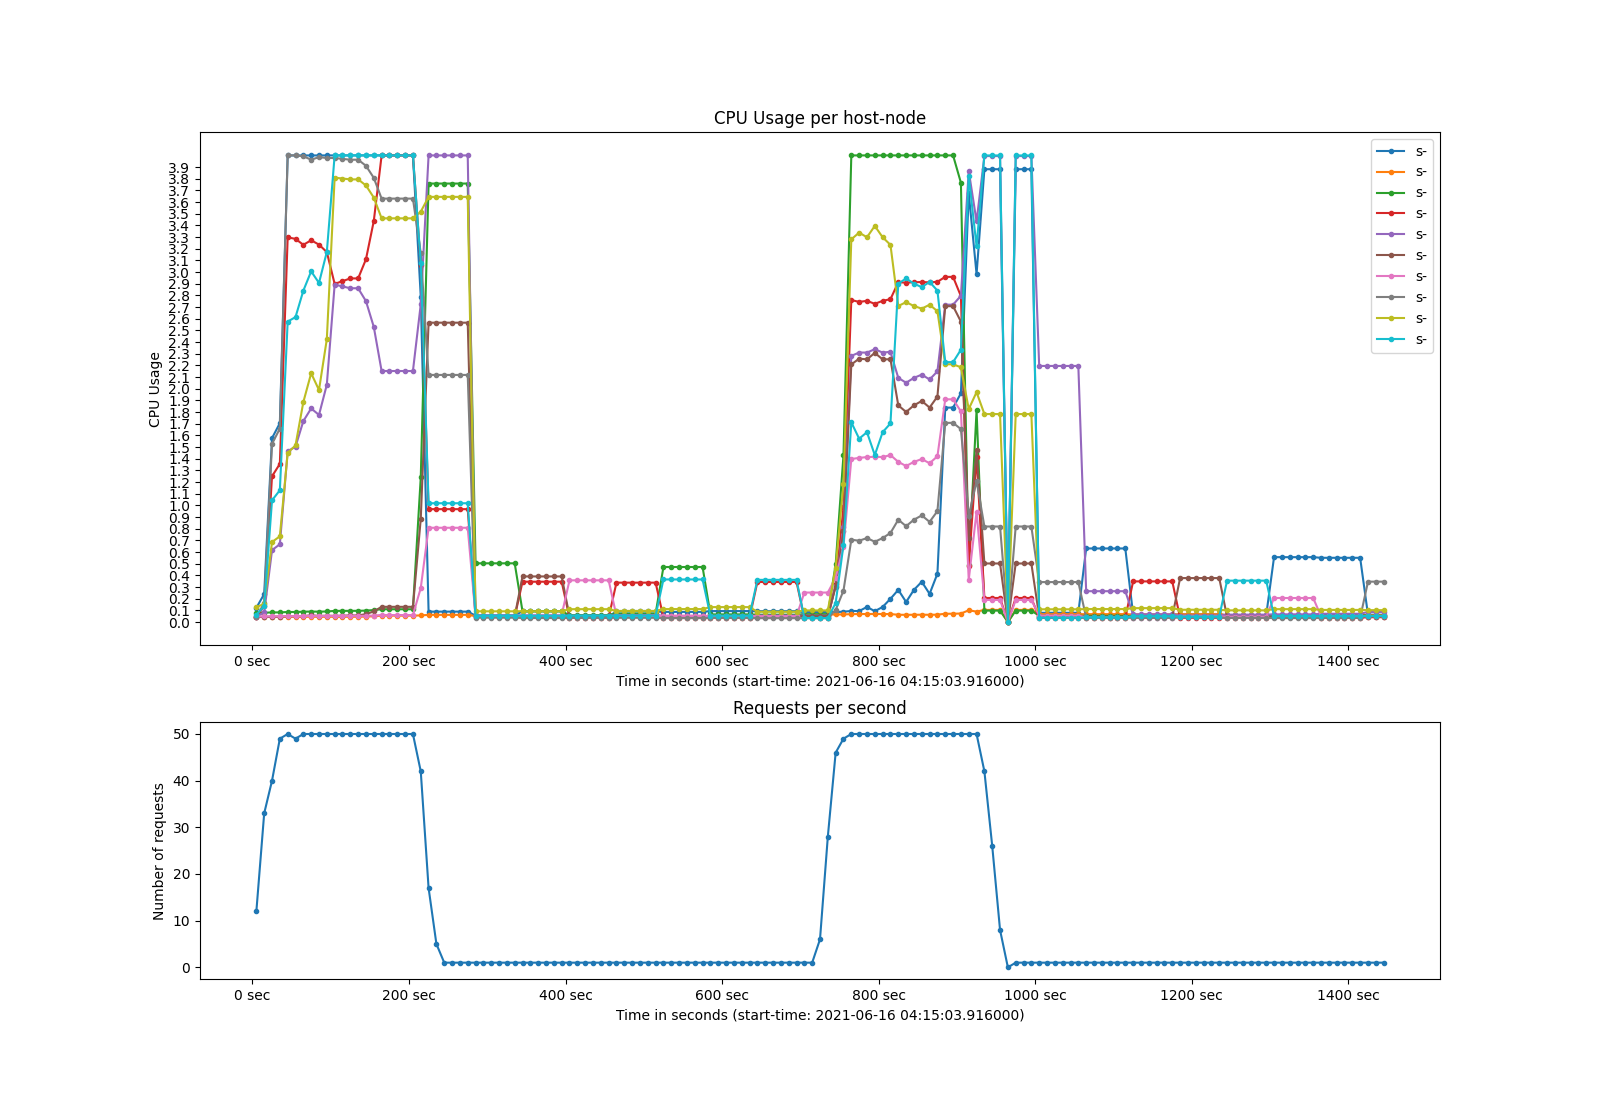 CPU Usage per host-node
CPU Usage
3.9
3.8
3.7
3.6
3.5
3.4
3.3
3.2
3.1
3.0
2.9
2.8
2.7
2.6
2.5
2.4
2.3
2.2
2.1
2.0
1.9
1.8
1.7
1.6
1.5
1.4
1.3
1.2
1.1
1.0
0.9
0.8
0.7
0.6
0.5
0.4
0.3
0.2
0.1
0.0
s-
s-
s-
s-
s-
s-
s-
s-
s-
s-
0 sec 200 sec 400 sec 600 sec 800 sec 1000 sec 1200 sec 1400 sec
Time in seconds (start-time: 2021-06-16 04:15:03.916000)
Requests per second
Number of requests
50
40
30
20
10
0
0 sec 200 sec 400 sec 600 sec 800 sec 1000 sec 1200 sec 1400 sec
Time in seconds (start-time: 2021-06-16 04:15:03.916000)